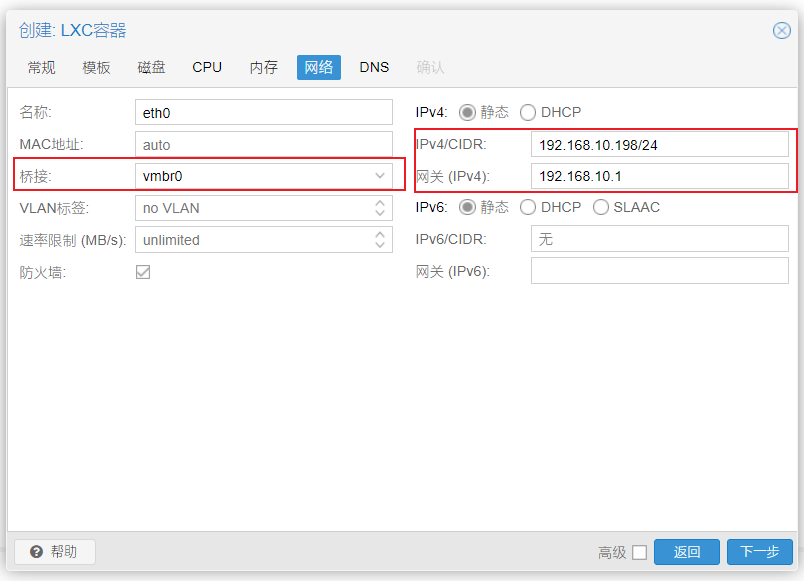 创建: LXC容器
常规 模板 磁盘 CPU 内存 网络 DNS 确认
名称: eth0
MAC地址: auto
桥接: vmbr0
VLAN标签: no VLAN
速率限制 (MB/s): unlimited
防火墙:
IPv4: 静态 DHCP
IPv4/CIDR: 192.168.10.198/24
网关 (IPv4): 192.168.10.1
IPv6: 静态 DHCP SLAAC
IPv6/CIDR: 无
网关 (IPv6):
帮助 高级 返回 下一步